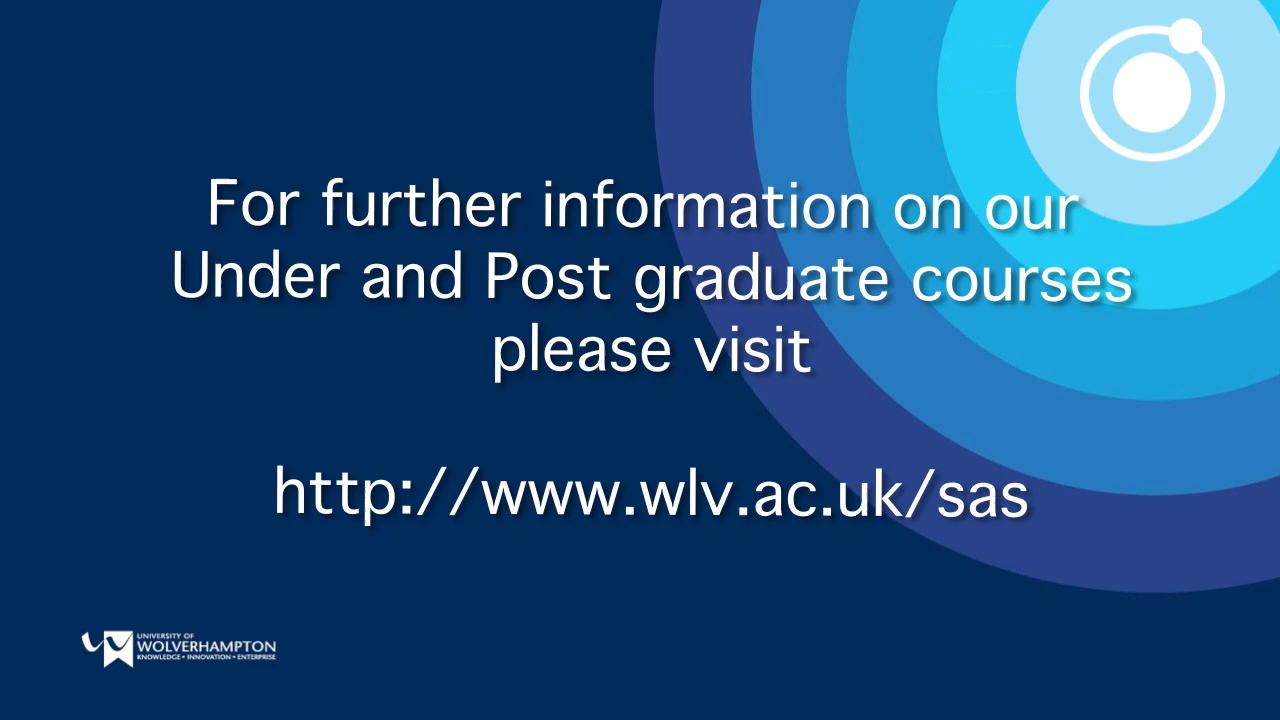 For further information on our
Under and Post graduate courses
please visit
http://www.wlv.ac.uk/sas
UNIVERSITY OF
WOLVERHAMPTON
KNOWLEDGE • INNOVATION • ENTERPRISE